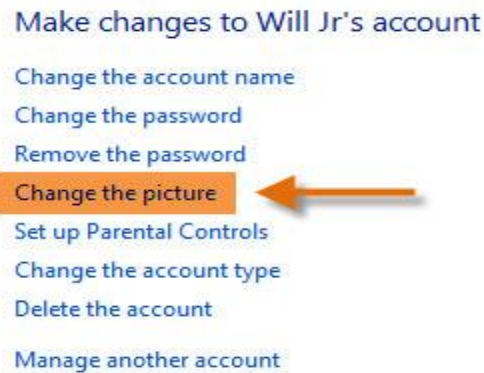 Make changes to Will Jr's account
Change the account name
Change the password
Remove the password
Change the picture
Set up Parental Controls
Change the account type
Delete the account
Manage another account